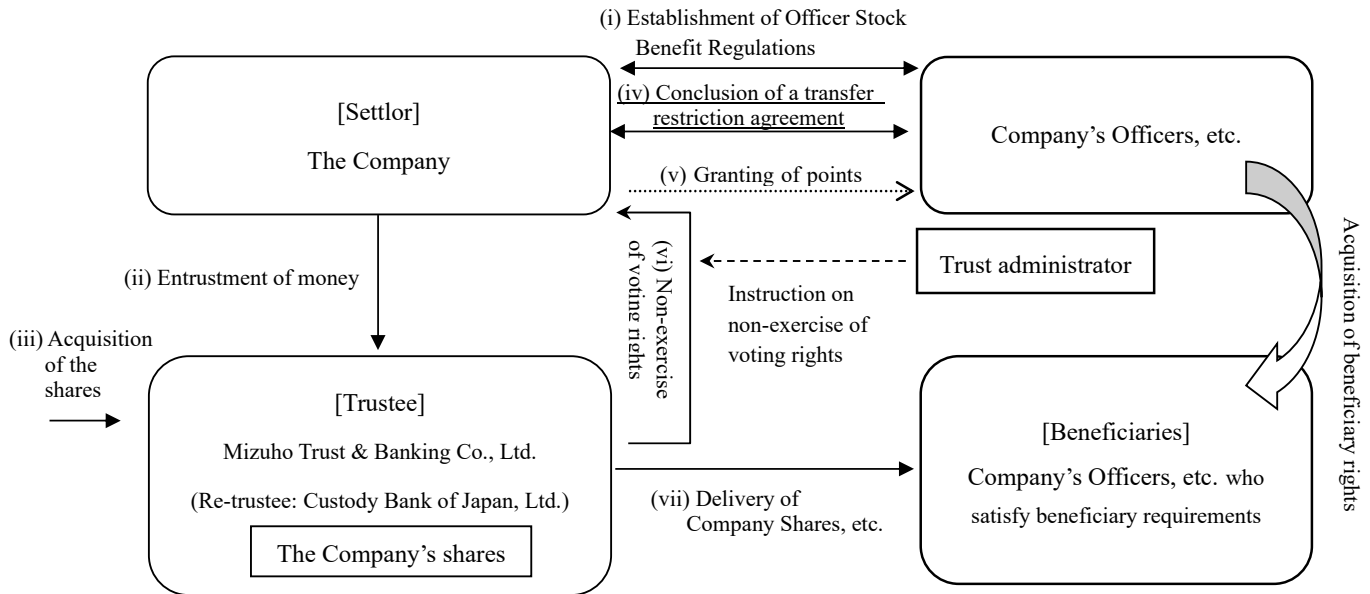 (i) Establishment of Officer Stock
Benefit Regulations
[Settlor]
The Company
(iv) Conclusion of a transfer
restriction agreement
Company’s Officers, etc.
(v) Granting of points
(ii) Entrustment of money
(vi) Non-exercise
of voting rights
Trust administrator
Instruction on
non-exercise of
voting rights
Acquisition of beneficiary rights
(iii) Acquisition
of the
shares
[Trustee]
Mizuho Trust & Banking Co., Ltd.
(Re-trustee: Custody Bank of Japan, Ltd.)
The Company’s shares
(vii) Delivery of
Company Shares, etc.
[Beneficiaries]
Company’s Officers, etc. who
satisfy beneficiary requirements